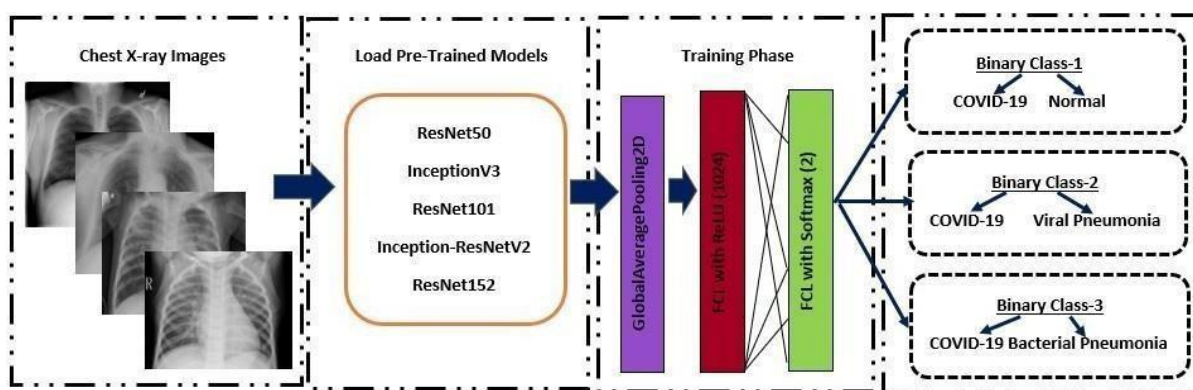 Chest X-ray Images
R
Load Pre-Trained Models
ResNet50
InceptionV3
ResNet101
Inception-ResNetV2
ResNet152
Training Phase
GlobalAveragePooling2D
FCL with ReLU (1024)
FCL with Softmax (2)
Binary Class-1
COVID-19 Normal
Binary Class-2
COVID-19 Viral Pneumonia
Binary Class-3
COVID-19 Bacterial Pneumonia